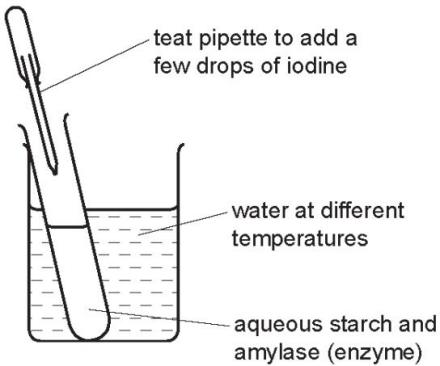 teat pipette to add a
few drops of iodine
water at different
temperatures
aqueous starch and
amylase (enzyme)